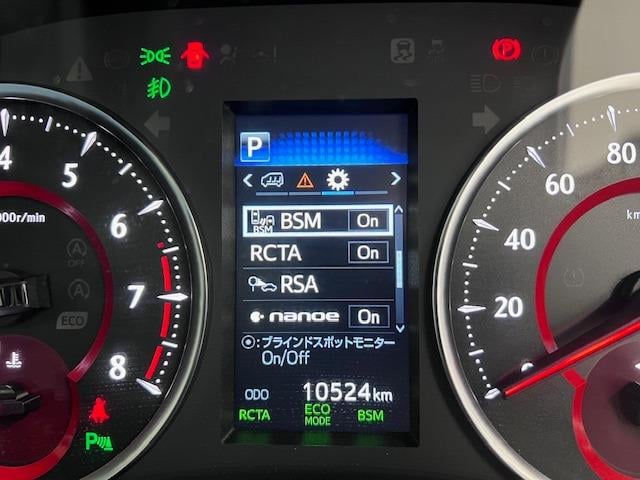 P
4
5
6
7
8
000r/min
OFF
ECO
BSM
BSM On
RCTA On
RSA
nanoe On
:ブラインドスポットモニター
On/Off
ODO 10524km
RCTA ECO MODE BSM
P
P
80
60
40
20
0
km